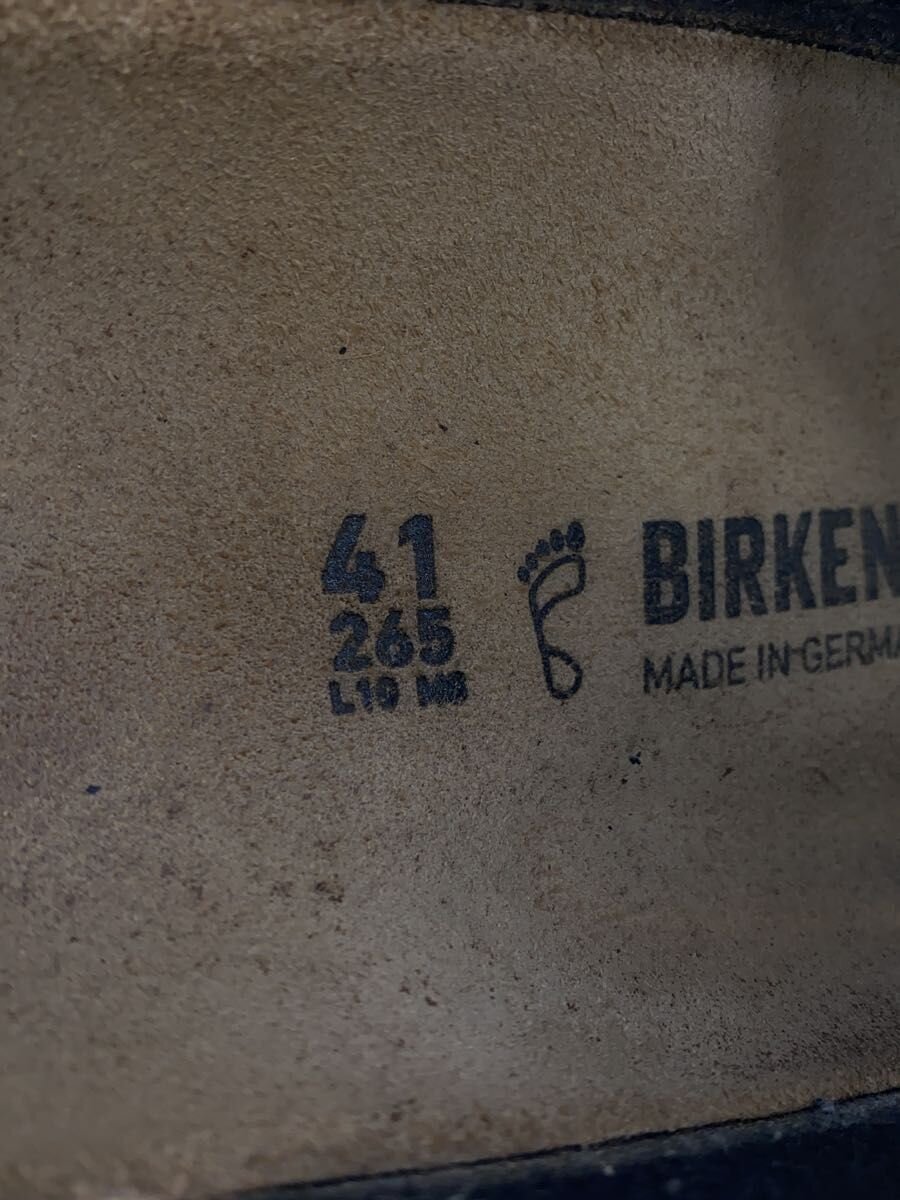 41
265
L10 M8
BIRKEN
MADE IN GERMA